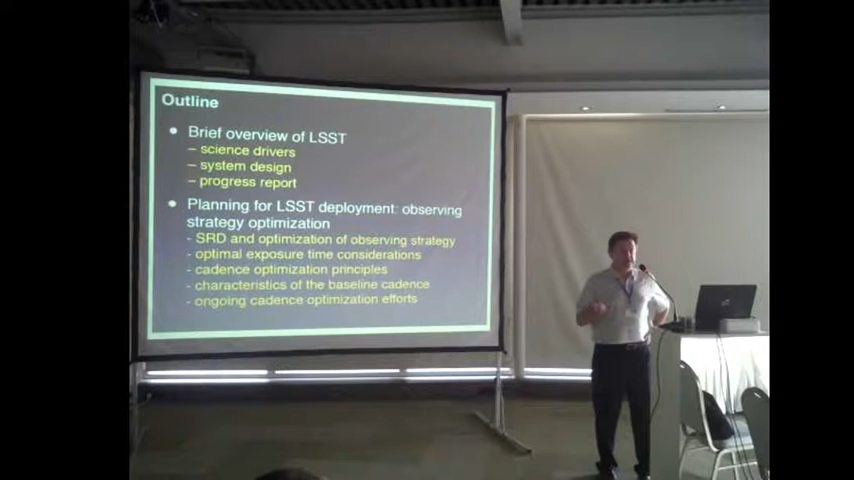 Outline
• Brief overview of LSST
– science drivers
– system design
– progress report
• Planning for LSST deployment: observing
strategy optimization
- SRD and optimization of observing strategy
- optimal exposure time considerations
- cadence optimization principles
- characteristics of the baseline cadence
- ongoing cadence optimization efforts